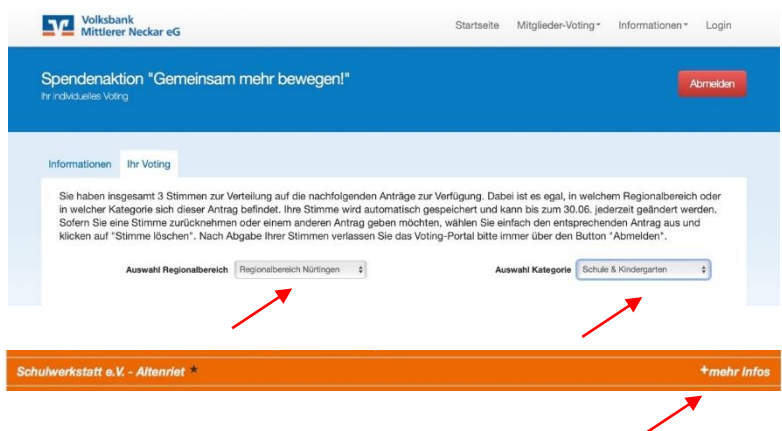 Volksbank
Mittlerer Neckar eG
Startseite Mitglieder-Voting Informationen Login
Spendenaktion "Gemeinsam mehr bewegen!"
Ihr individuelles Voting
Abmelden
Informationen Ihr Voting
Sie haben insgesamt 3 Stimmen zur Verteilung auf die nachfolgenden Anträge zur Verfügung. Dabei ist es egal, in welchem Regionalbereich oder
in welcher Kategorie sich dieser Antrag befindet. Ihre Stimme wird automatisch gespeichert und kann bis zum 30.06. jederzeit geändert werden.
Sofern Sie eine Stimme zurücknehmen oder einem anderen Antrag geben möchten, wählen Sie einfach den entsprechenden Antrag aus und
klicken auf "Stimme löschen". Nach Abgabe Ihrer Stimmen verlassen Sie das Voting-Portal bitte immer über den Button "Abmelden".
Auswahl Regionalbereich Regionalbereich Nürtingen Auswahl Kategorie Schule & Kindergarten
Schulwerkstatt e.V. - Altenriet * +mehr Infos